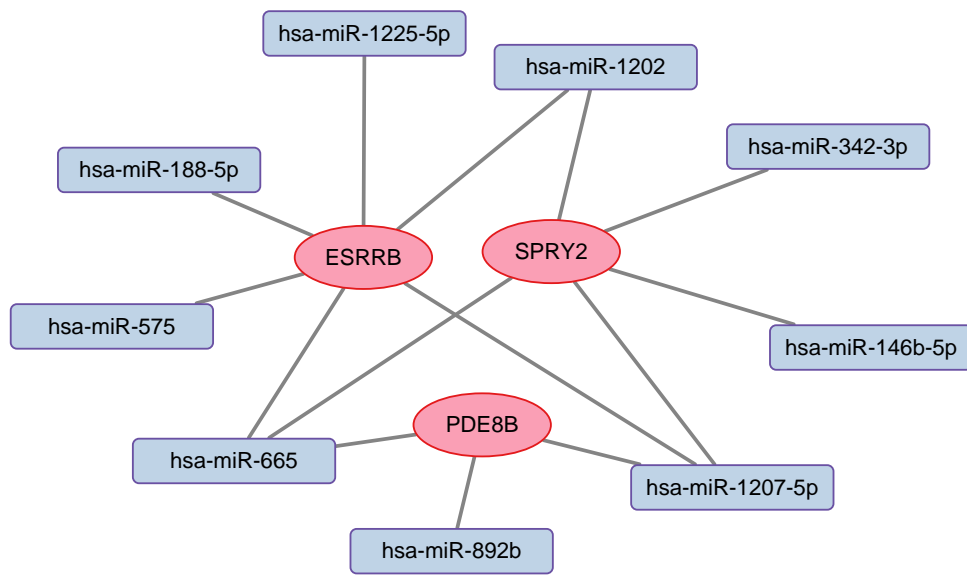 hsa-miR-1225-5p
hsa-miR-1202
hsa-miR-342-3p
hsa-miR-188-5p
ESRRB
SPRY2
hsa-miR-575
hsa-miR-146b-5p
PDE8B
hsa-miR-665
hsa-miR-1207-5p
hsa-miR-892b